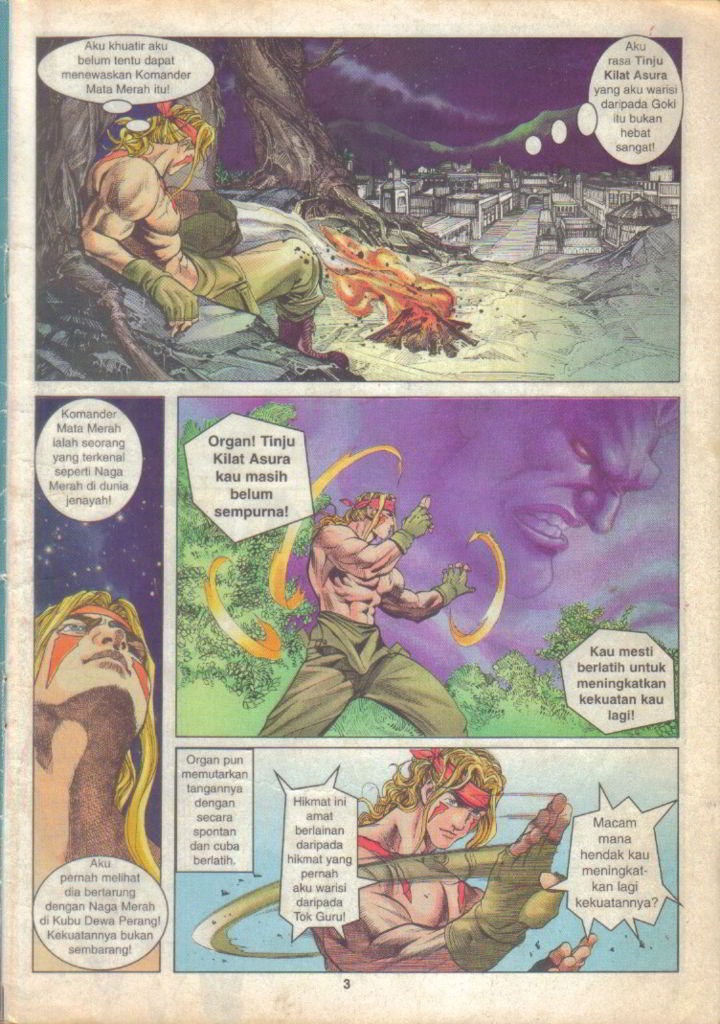 Aku khuatir aku
belum tentu dapat
menewaskan Komander
Mata Merah itu!
Aku
rasa Tinju
Kilat Asura
yang aku warisi
daripada Goki
itu bukan
hebat
sangat!
Komander
Mata Merah
ialah seorang
yang terkenal
seperti Naga
Merah di dunia
jenayah!
Aku
pernah melihat
dia bertarung
dengan Naga Merah
di Kubu Dewa Perang!
Kekuatannya bukan
sembarang!
Organ! Tinju
Kilat Asura
kau masih
belum
sempurna!
Kau mesti
berlatih untuk
meningkatkan
kekuatan kau
lagi!
Organ pun
memutarkan
tangannya
dengan
secara
spontan
dan cuba
berlatih.
Hikmat ini
amat
berlainan
daripada
hikmat yang
pernah
aku warisi
daripada
Tok Guru!
Macam
mana
hendak kau
meningkat-
kan lagi
kekuatannya?
3